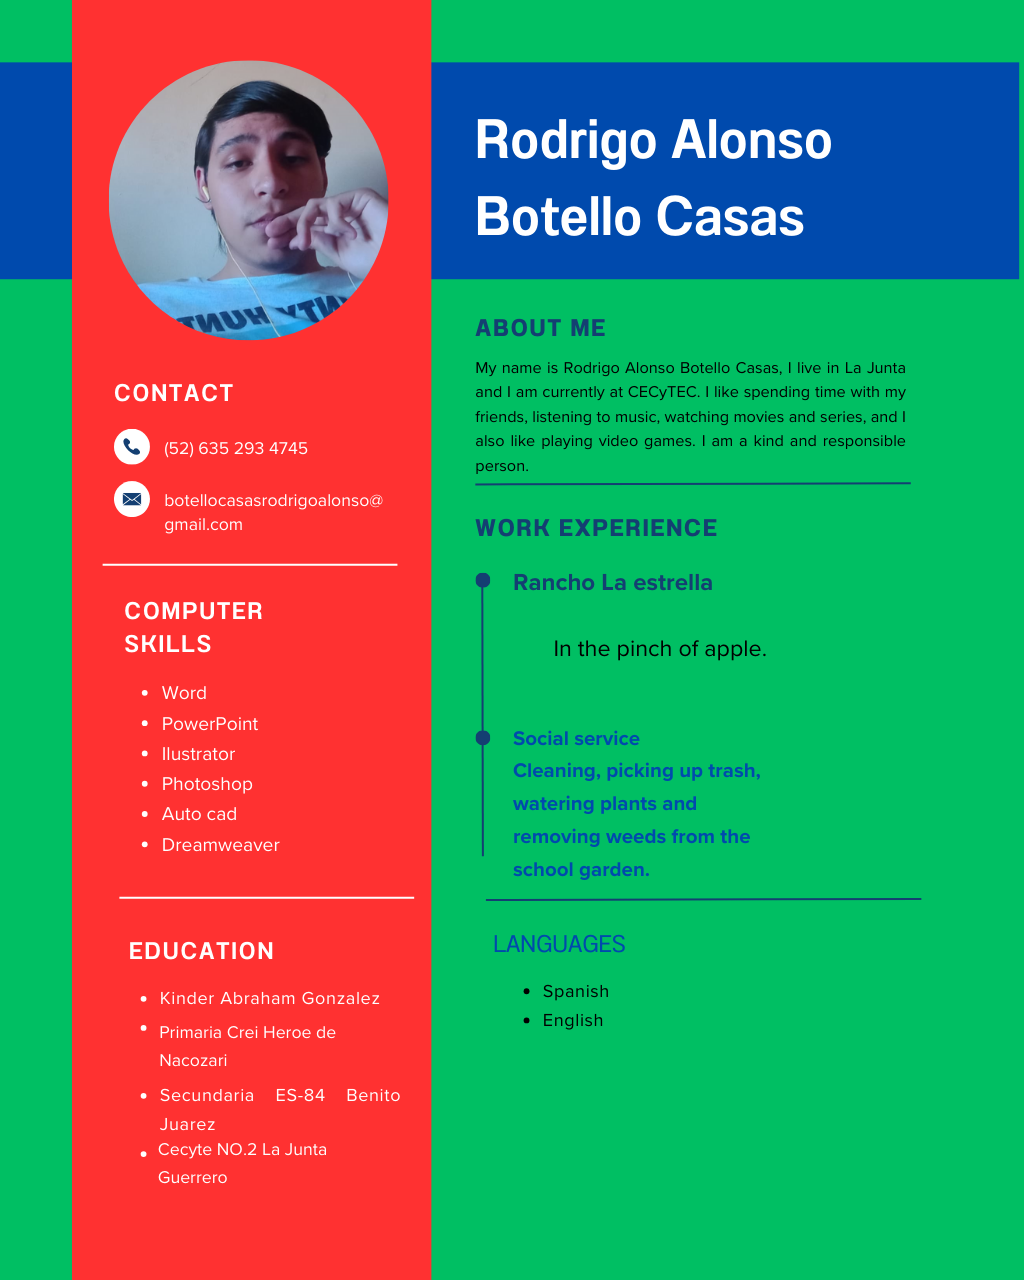 Rodrigo Alonso
Botello Casas
CONTACT
(52) 635 293 4745
botellocasasrodrigoalonso@
gmail.com
COMPUTER
SKILLS
Word
PowerPoint
Ilustrator
Photoshop
Auto cad
Dreamweaver
EDUCATION
Kinder Abraham Gonzalez
Primaria Crei Heroe de
Nacozari
Secundaria ES-84 Benito
Juarez
Cecyte NO.2 La Junta
Guerrero
ABOUT ME
My name is Rodrigo Alonso Botello Casas, I live in La Junta
and I am currently at CECyTEC. I like spending time with my
friends, listening to music, watching movies and series, and I
also like playing video games. I am a kind and responsible
person.
WORK EXPERIENCE
Rancho La estrella
In the pinch of apple.
Social service
Cleaning, picking up trash,
watering plants and
removing weeds from the
school garden.
LANGUAGES
Spanish
English